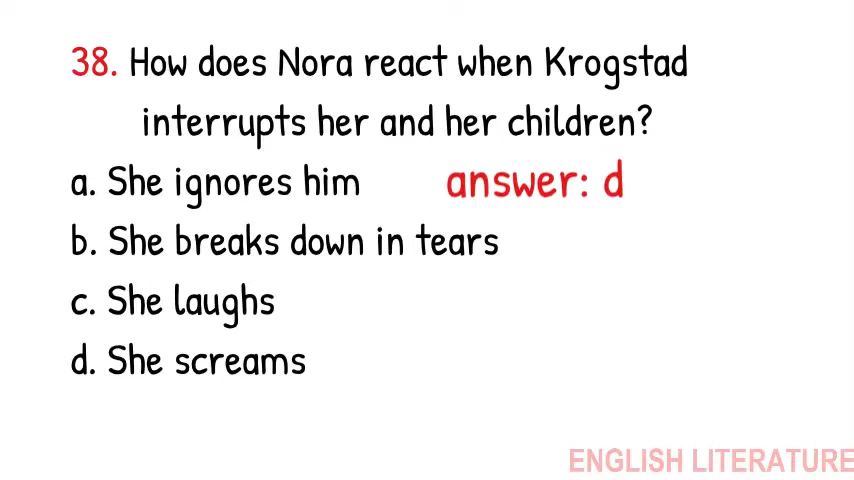 38. How does Nora react when Krogstad
interrupts her and her children?
a. She ignores him answer: d
b. She breaks down in tears
c. She laughs
d. She screams
ENGLISH LITERATURE